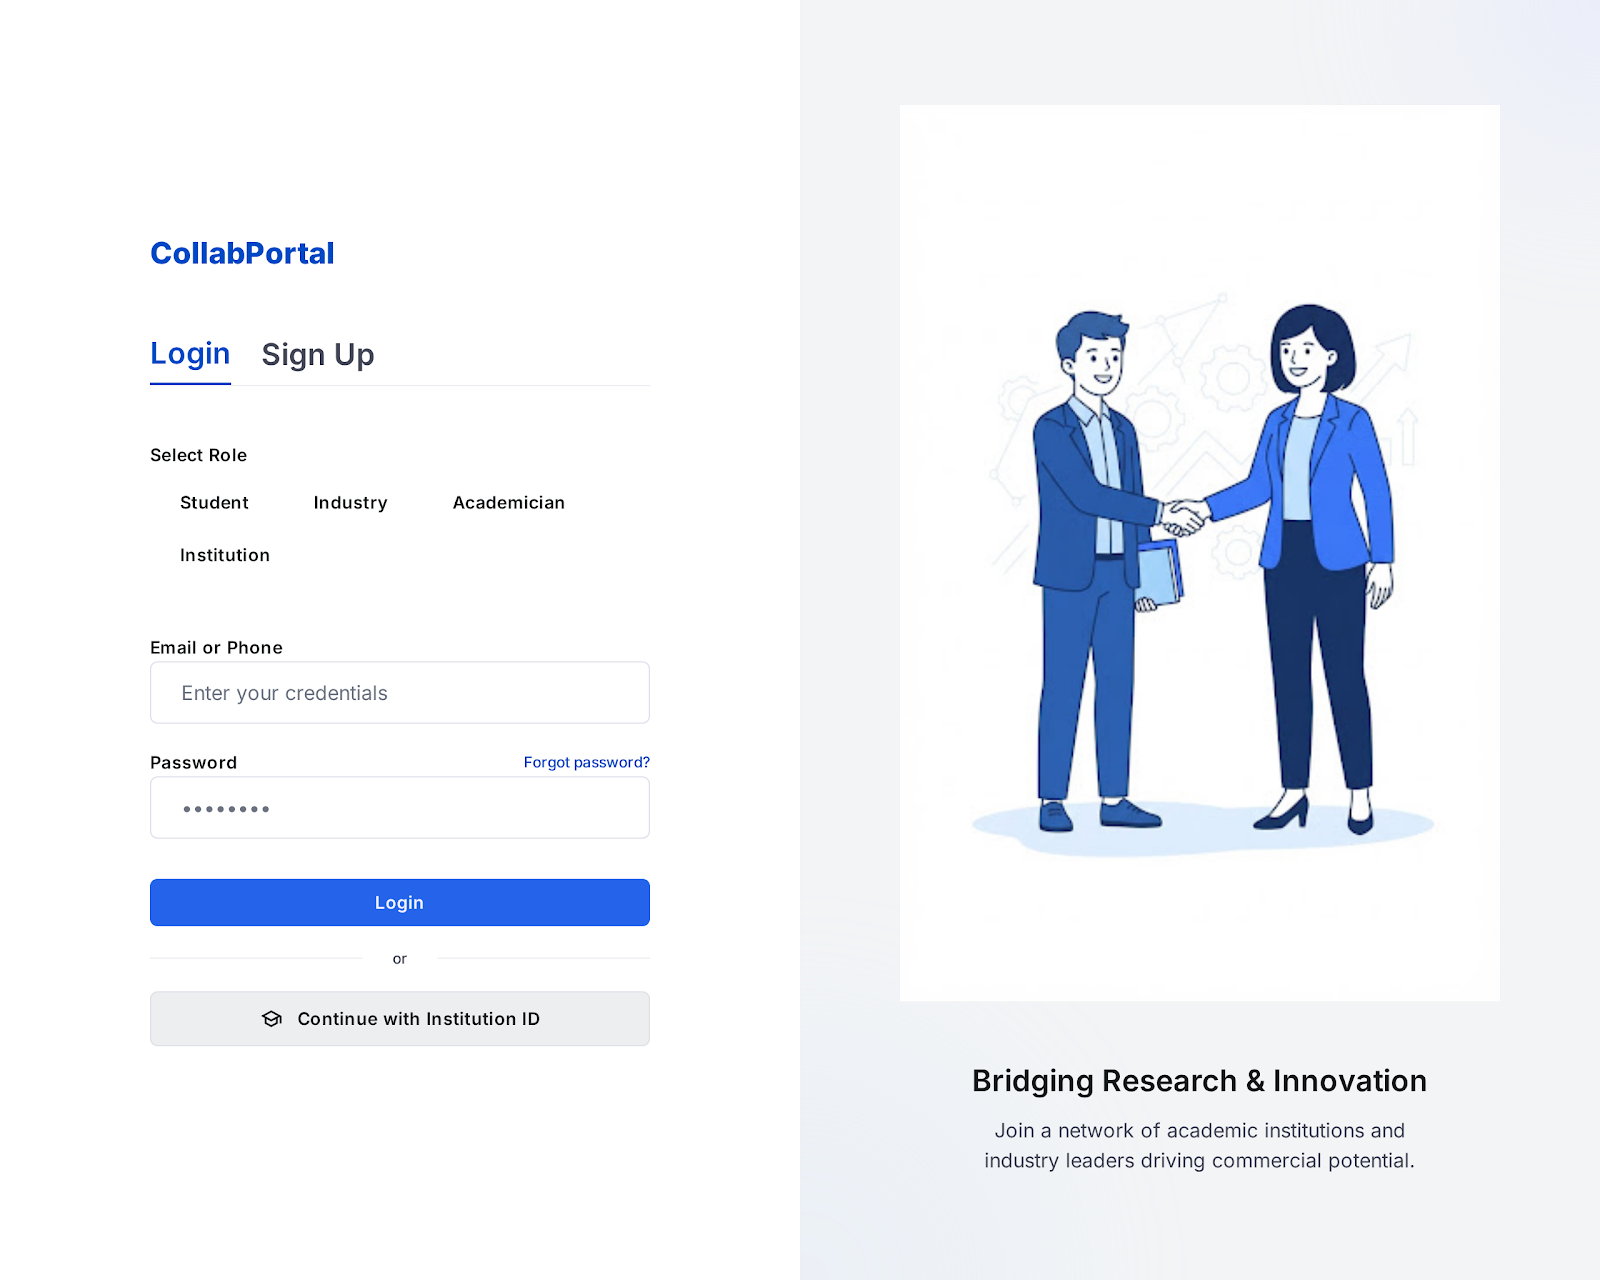 CollabPortal
Login Sign Up
Select Role
Student Industry Academician
Institution
Email or Phone
Enter your credentials
Password Forgot password?
••••••••
Login
or
Continue with Institution ID
Bridging Research & Innovation
Join a network of academic institutions and
industry leaders driving commercial potential.